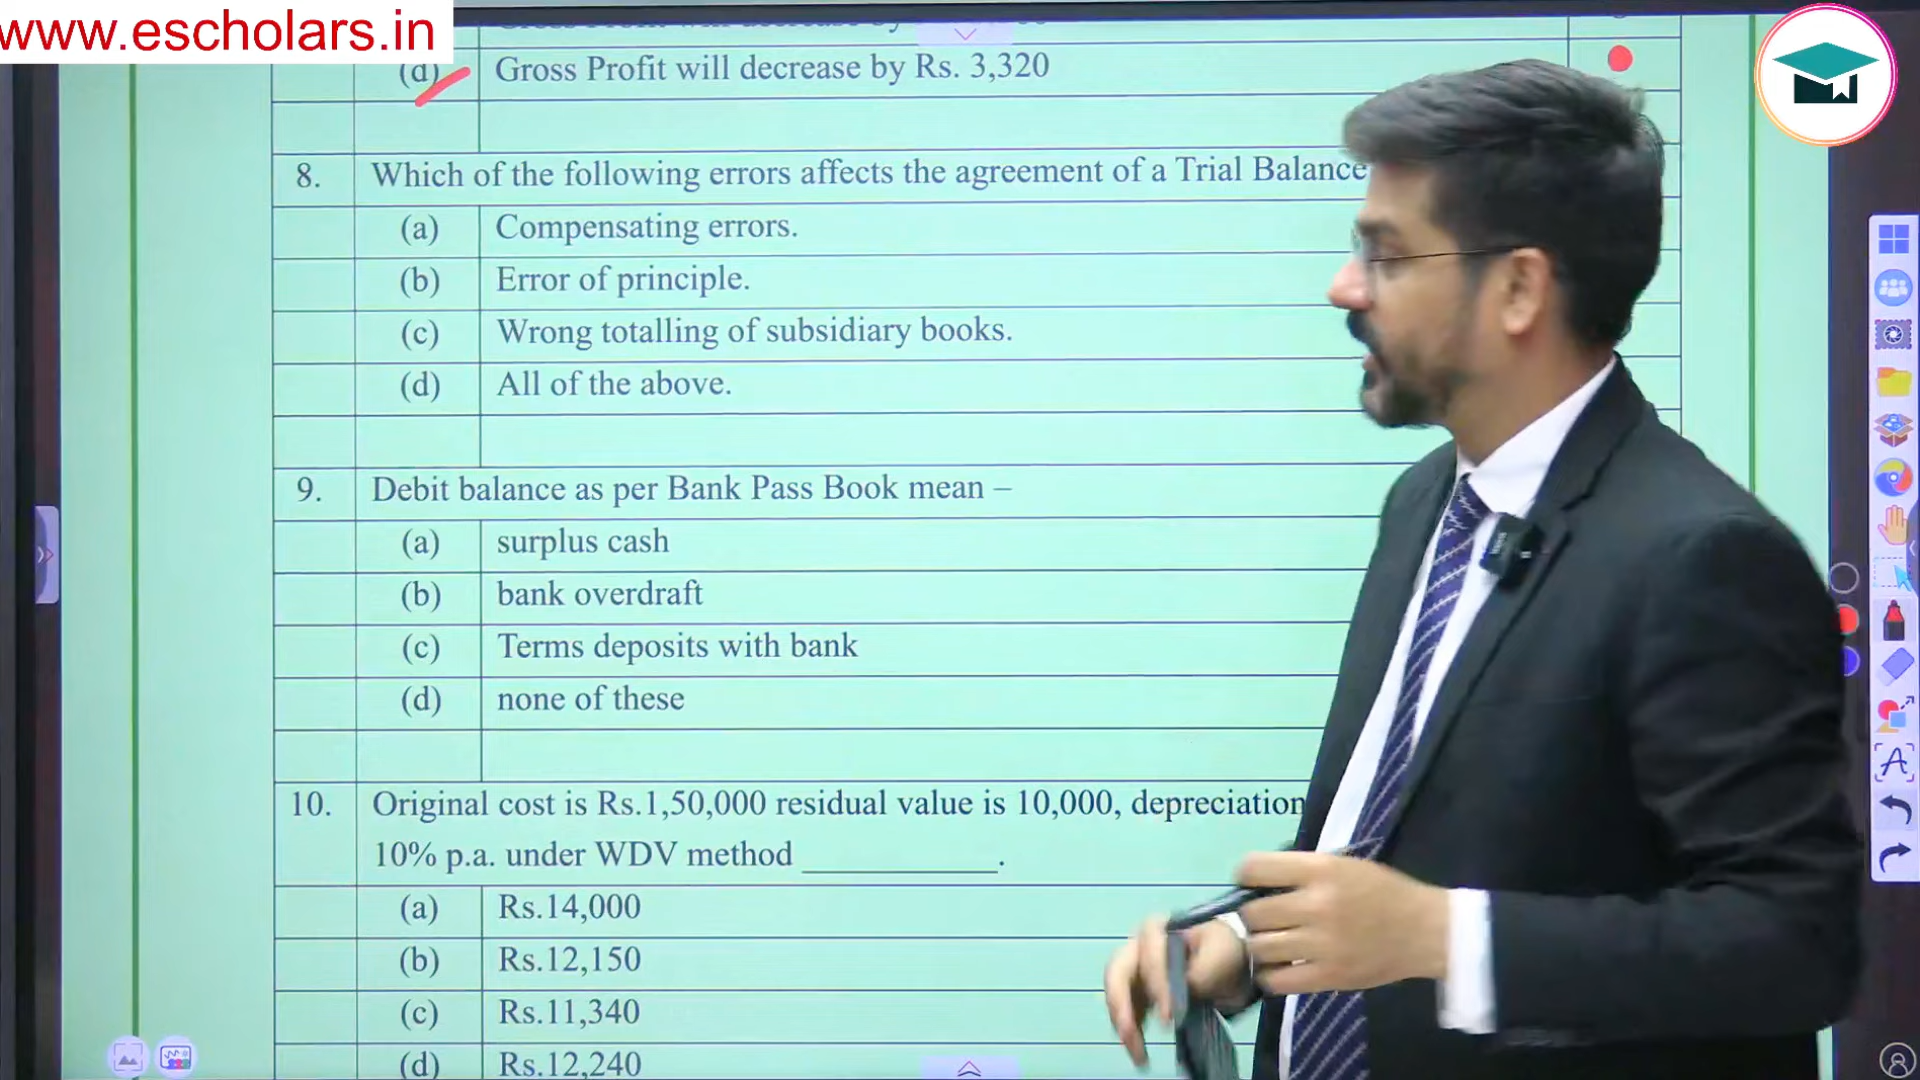 www.escholars.in
(d) Gross Profit will decrease by Rs. 3,320
8. Which of the following errors affects the agreement of a Trial Balance
(a) Compensating errors.
(b) Error of principle.
(c) Wrong totalling of subsidiary books.
(d) All of the above.
9. Debit balance as per Bank Pass Book mean –
(a) surplus cash
(b) bank overdraft
(c) Terms deposits with bank
(d) none of these
10. Original cost is Rs.1,50,000 residual value is 10,000, depreciation
10% p.a. under WDV method ____________.
(a) Rs.14,000
(b) Rs.12,150
(c) Rs.11,340
(d) Rs.12,240